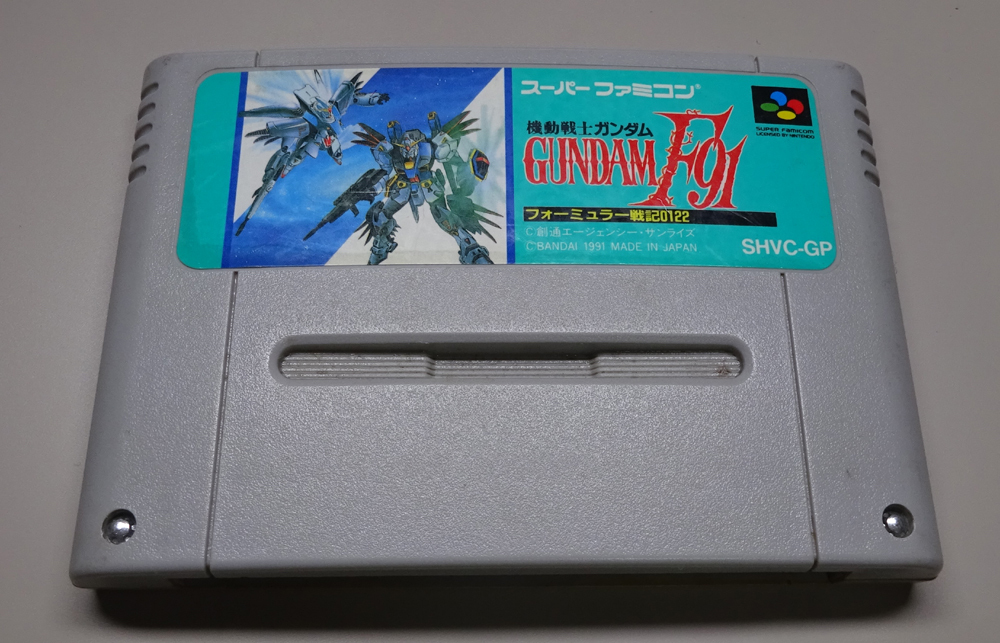 スーパーファミコン®
機動戦士ガンダム
GUNDAM F91
フォーミュラー戦記0122
SUPER FAMICOM
LICENSED BY NINTENDO
©創通エージェンシー・サンライズ
©BANDAI 1991 MADE IN JAPAN
SHVC-GP